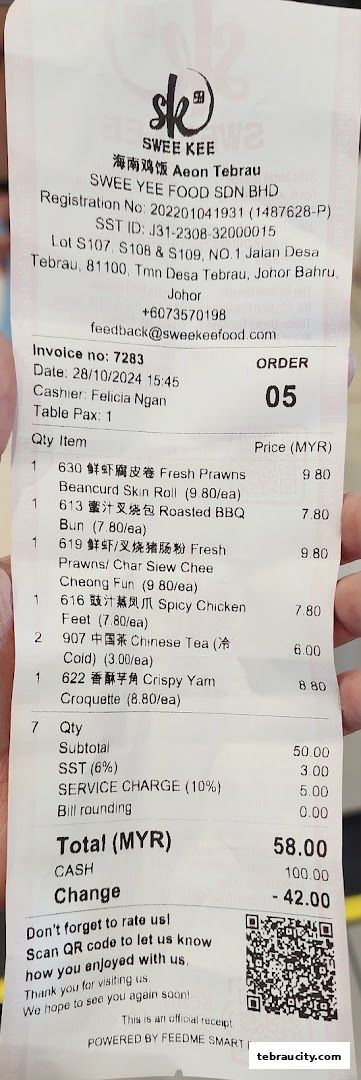 sk
SWEE KEE
海南鸡饭 Aeon Tebrau
SWEE YEE FOOD SDN BHD
Registration No: 202201041931 (1487628-P)
SST ID: J31-2308-32000015
Lot S107, S108 & S109, NO.1 Jalan Desa
Tebrau, 81100, Tmn Desa Tebrau, Johor Bahru,
Johor
+6073570198
feedback@sweekeefood.com
Invoice no: 7283
Date: 28/10/2024 15:45
Cashier: Felicia Ngan
Table Pax: 1
ORDER
05
Qty Item Price (MYR)
1 630 鲜虾腐皮卷 Fresh Prawns 9.80
Beancurd Skin Roll (9.80/ea)
1 613 蜜汁叉烧包 Roasted BBQ 7.80
Bun (7.80/ea)
1 619 鲜虾/叉烧猪肠粉 Fresh 9.80
Prawns/ Char Siew Chee
Cheong Fun (9.80/ea)
1 616 豉汁蒸凤爪 Spicy Chicken 7.80
Feet (7.80/ea)
2 907 中国茶 Chinese Tea (冷 6.00
Cold) (3.00/ea)
1 622 香酥芋角 Crispy Yam 8.80
Croquette (8.80/ea)
7 Qty
Subtotal 50.00
SST (6%) 3.00
SERVICE CHARGE (10%) 5.00
Bill rounding 0.00
Total (MYR) 58.00
CASH 100.00
Change - 42.00
Don't forget to rate us!
Scan QR code to let us know
how you enjoyed with us.
Thank you for visiting us.
We hope to see you again soon!
This is an official receipt.
POWERED BY FEEDME SMART
tebraucity.com